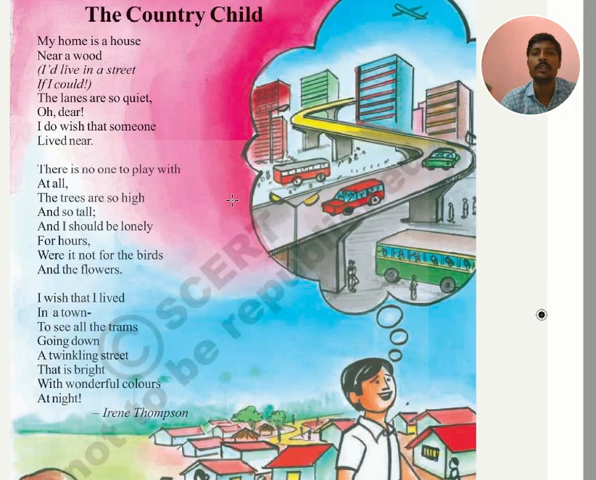 The Country Child
My home is a house
Near a wood
(I'd live in a street
If I could!)
The lanes are so quiet,
Oh, dear!
I do wish that someone
Lived near.
There is no one to play with
At all,
The trees are so high
And so tall;
And I should be lonely
For hours,
Were it not for the birds
And the flowers.
I wish that I lived
In a town-
To see all the trams
Going down
A twinkling street
That is bright
With wonderful colours
At night!
– Irene Thompson
© SCERT
not to be republished